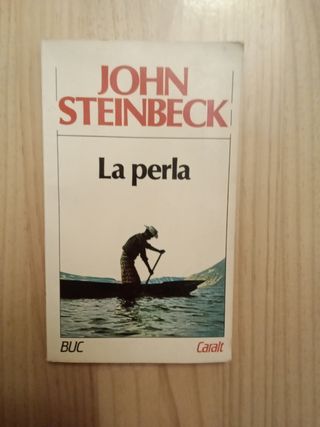 JOHN
STEINBECK
La perla
BUC
Caralt